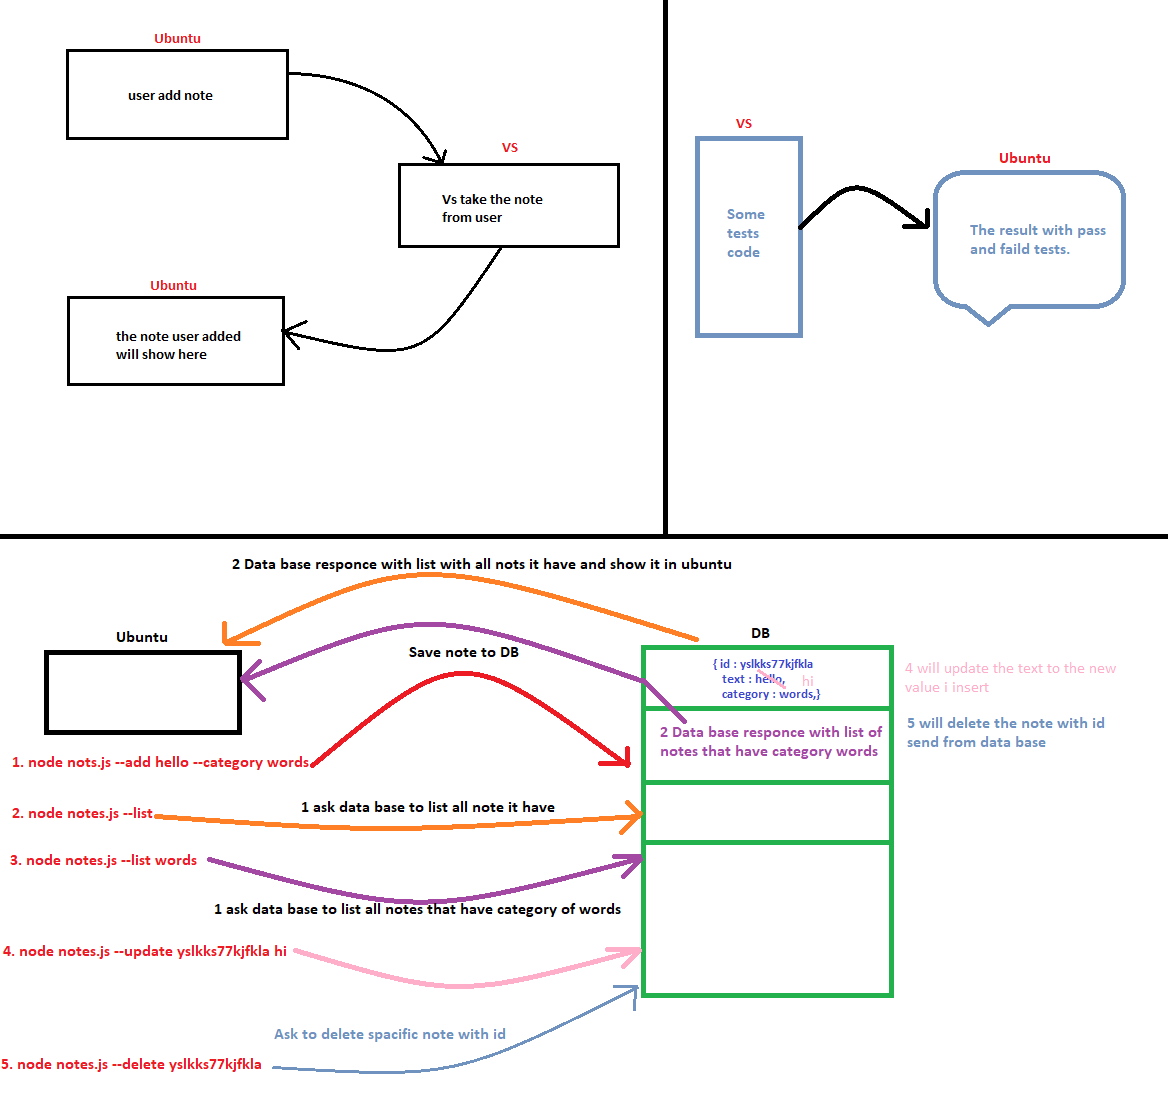 Ubuntu
user add note
VS
Vs take the note
from user
Ubuntu
the note user added
will show here
VS
Some
tests
code
Ubuntu
The result with pass
and faild tests.
2 Data base responce with list with all nots it have and show it in ubuntu
Ubuntu
Save note to DB
DB
{ id : yslkks77kjfkla
text : hello,
hi
category : words,}
4 will update the text to the new
value i insert
5 will delete the note with id
send from data base
2 Data base responce with list of
notes that have category words
1. node nots.js --add hello --category words
2. node notes.js --list
1 ask data base to list all note it have
3. node notes.js --list words
1 ask data base to list all notes that have category of words
4. node notes.js --update yslkks77kjfkla hi
Ask to delete spacific note with id
5. node notes.js --delete yslkks77kjfkla